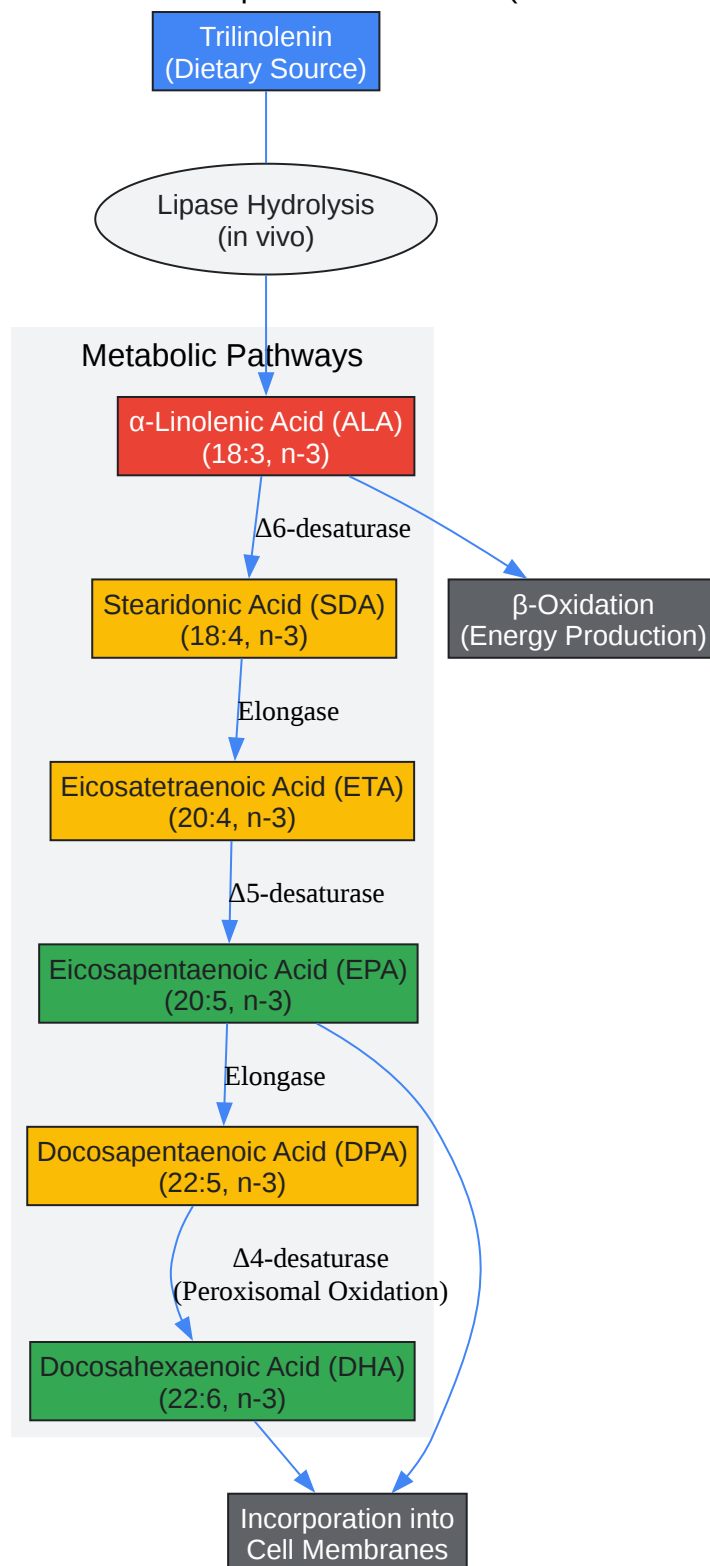 Trilinolenin
(Dietary Source)
Lipase Hydrolysis
(in vivo)
Metabolic Pathways
α-Linolenic Acid (ALA)
(18:3, n-3)
Δ6-desaturase
Stearidonic Acid (SDA)
(18:4, n-3)
β-Oxidation
(Energy Production)
Elongase
Eicosatetraenoic Acid (ETA)
(20:4, n-3)
Δ5-desaturase
Eicosapentaenoic Acid (EPA)
(20:5, n-3)
Elongase
Docosapentaenoic Acid (DPA)
(22:5, n-3)
Δ4-desaturase
(Peroxisomal Oxidation)
Docosahexaenoic Acid (DHA)
(22:6, n-3)
Incorporation into
Cell Membranes